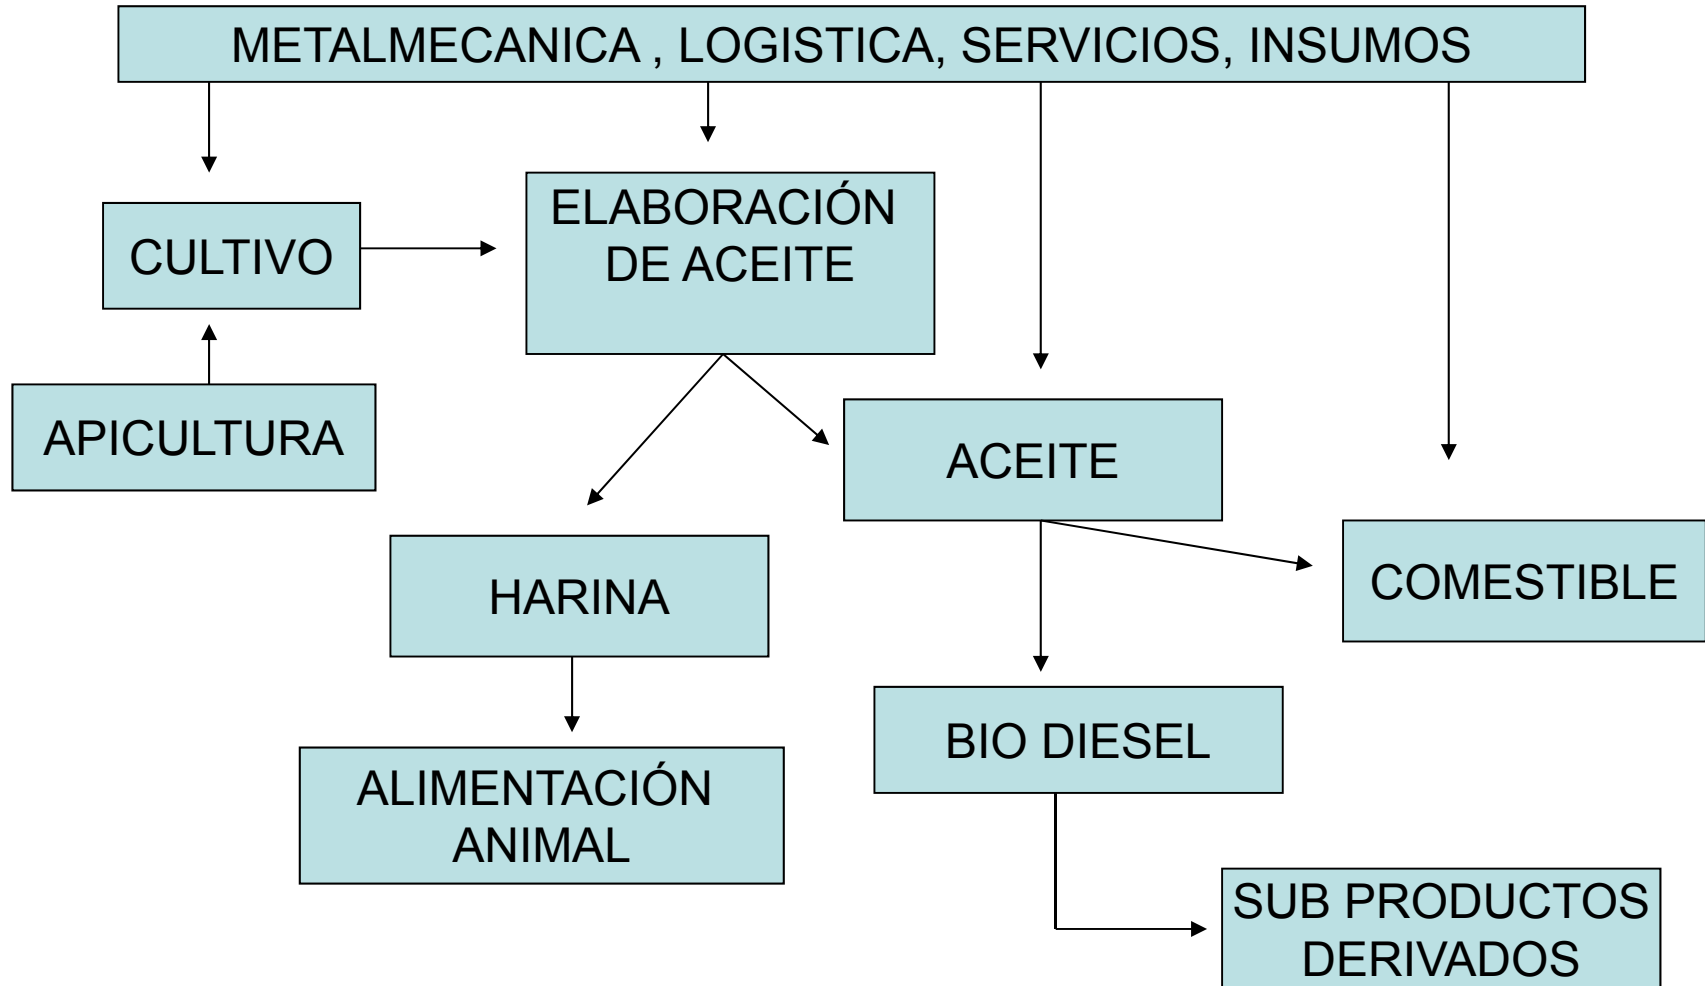 METALMECANICA , LOGISTICA, SERVICIOS, INSUMOS
ELABORACIÓN
DE ACEITE
CULTIVO
APICULTURA
ACEITE
HARINA
COMESTIBLE
BIO DIESEL
ALIMENTACIÓN
ANIMAL
SUB PRODUCTOS
DERIVADOS